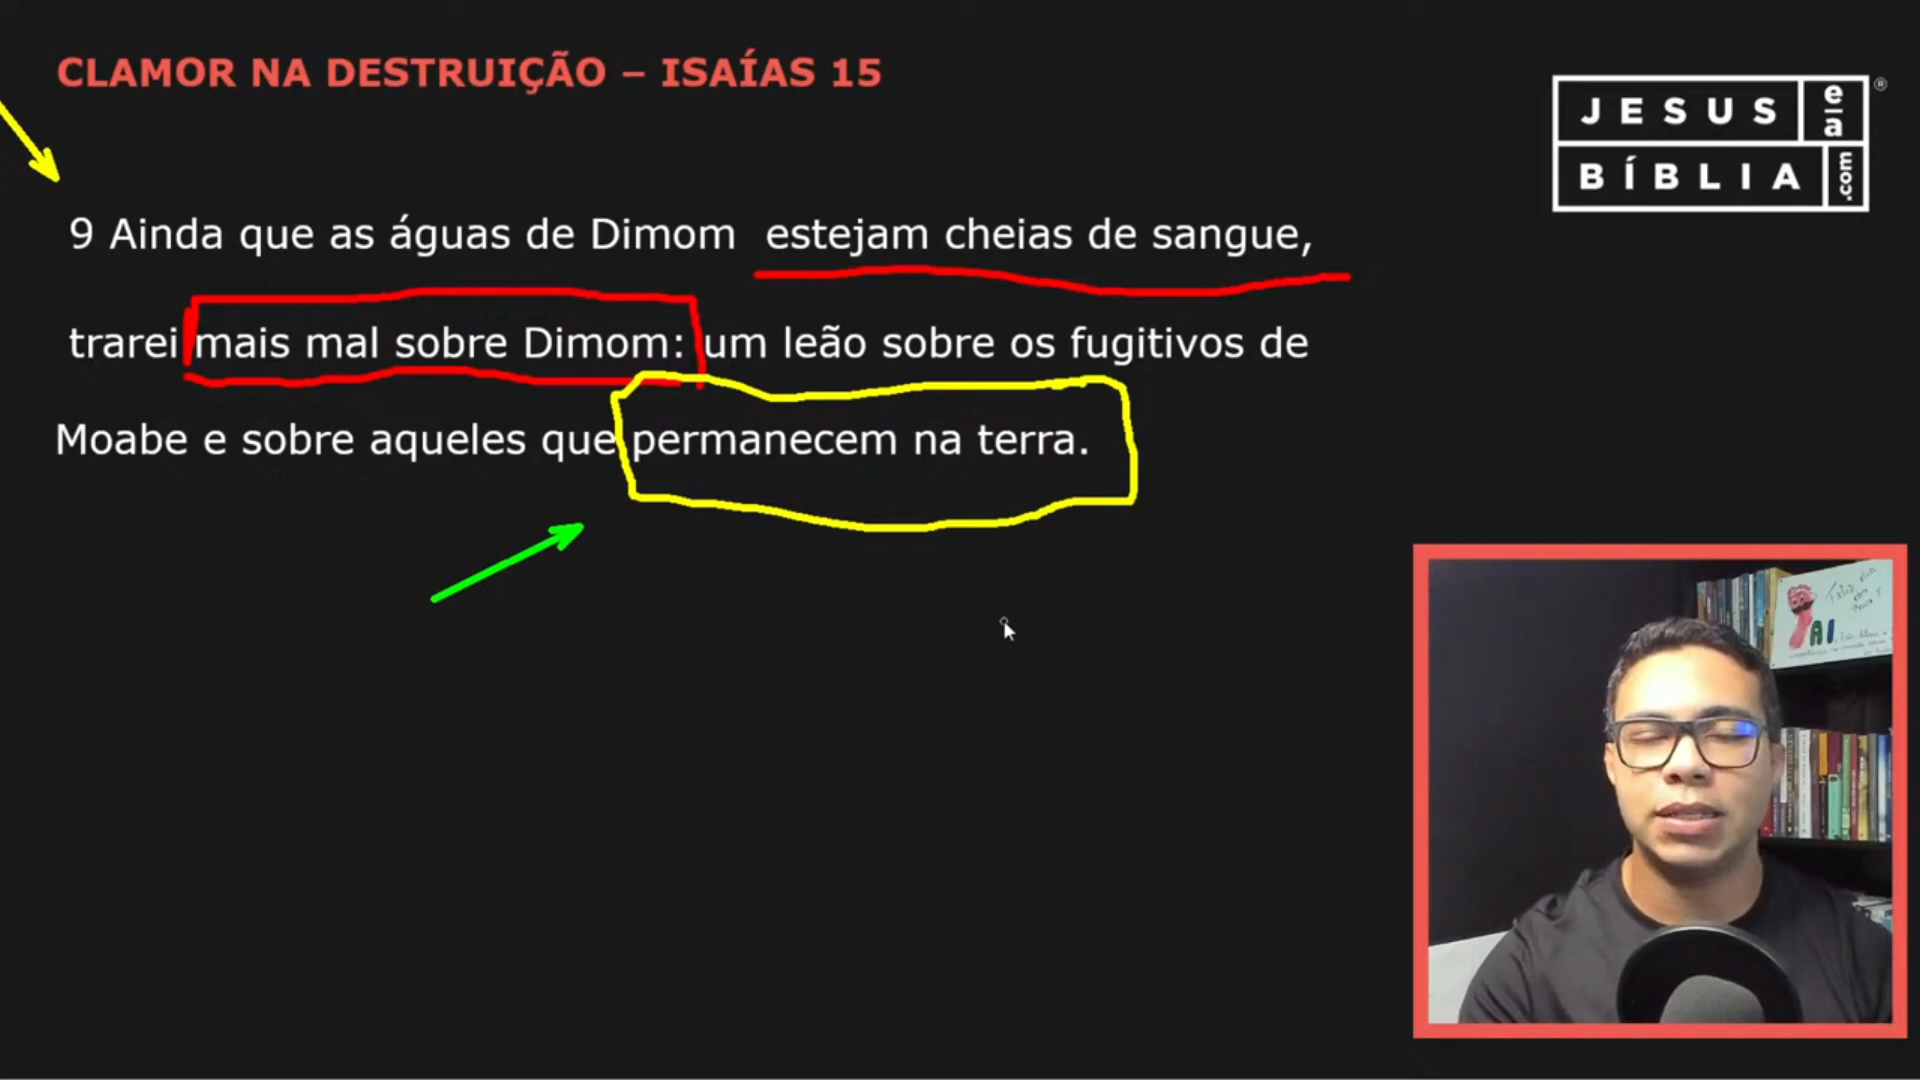 CLAMOR NA DESTRUIÇÃO – ISAÍAS 15
JESUS e a
BÍBLIA .com
®
9 Ainda que as águas de Dimom estejam cheias de sangue,
trarei mais mal sobre Dimom: um leão sobre os fugitivos de
Moabe e sobre aqueles que permanecem na terra.